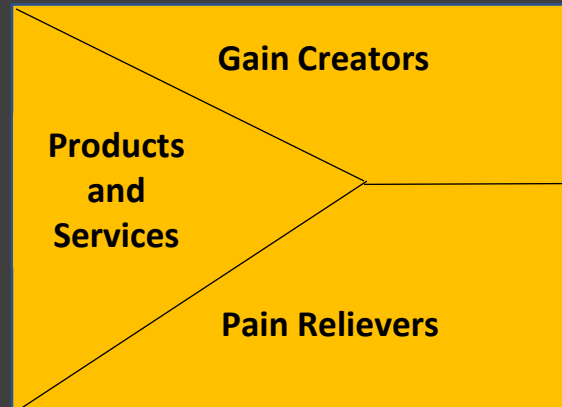 Gain Creators
Products
and
Services
Pain Relievers